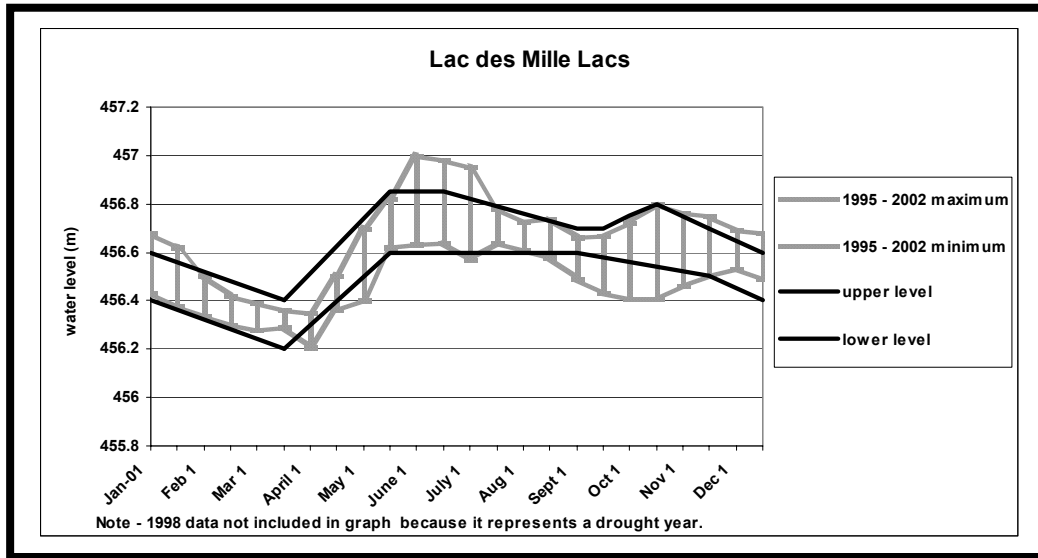 Lac des Mille Lacs
water level (m)
457.2
457
456.8
456.6
456.4
456.2
456
455.8
Jan-01
Feb 1
Mar 1
April 1
May 1
June 1
July 1
Aug 1
Sept 1
Oct 1
Nov 1
Dec 1
1995 - 2002 maximum
1995 - 2002 minimum
upper level
lower level
Note - 1998 data not included in graph because it represents a drought year.